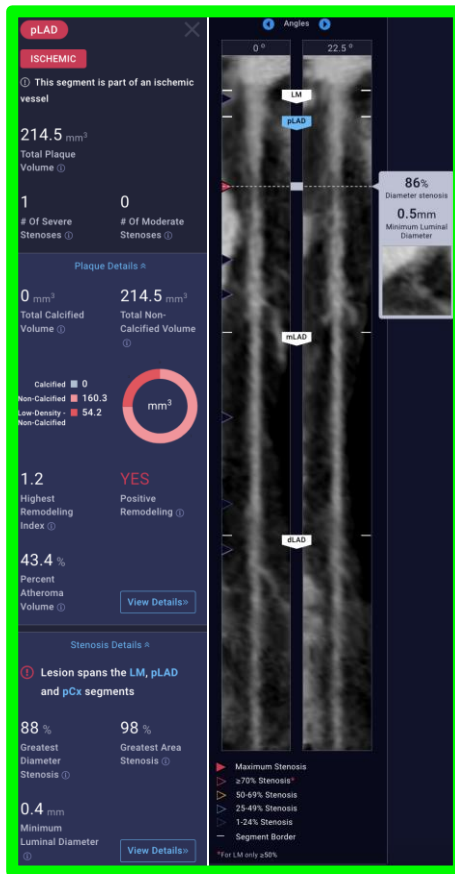 pLAD
ISCHEMIC
ⓘ This segment is part of an ischemic
vessel
214.5 mm³
Total Plaque
Volume ⓘ
1
# Of Severe
Stenoses ⓘ
0
# Of Moderate
Stenoses ⓘ
Plaque Details
0 mm³
Total Calcified
Volume ⓘ
214.5 mm³
Total Non-
Calcified Volume
ⓘ
Calcified 0
Non-Calcified 160.3
Low-Density - 54.2
Non-Calcified
mm³
1.2
Highest
Remodeling
Index ⓘ
YES
Positive
Remodeling ⓘ
43.4 %
Percent
Atheroma
Volume ⓘ
View Details»
Stenosis Details
Lesion spans the LM, pLAD
and pCx segments
88 %
Greatest
Diameter
Stenosis ⓘ
98 %
Greatest Area
Stenosis ⓘ
0.4 mm
Minimum
Luminal Diameter
ⓘ
View Details»
Angles
0 °
22.5 °
LM
pLAD
86%
Diameter stenosis
0.5mm
Minimum Luminal
Diameter
mLAD
dLAD
Maximum Stenosis
≥70% Stenosis*
50-69% Stenosis
25-49% Stenosis
1-24% Stenosis
Segment Border
*For LM only ≥50%